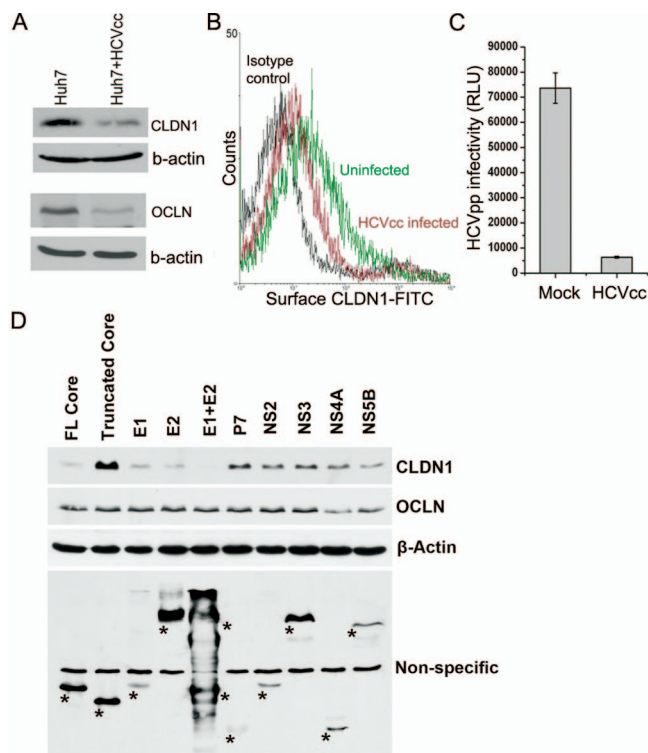 A
Huh7
Huh7+HCVcc
CLDN1
b-actin
OCLN
b-actin
B
50
Counts
Isotype
control
Uninfected
HCVcc infected
Surface CLDN1-FITC
C
HCVpp infectivity (RLU)
90000
80000
70000
60000
50000
40000
30000
20000
10000
0
Mock
HCVcc
D
FL Core
Truncated Core
E1
E2
E1+E2
P7
NS2
NS3
NS4A
NS5B
CLDN1
OCLN
β-Actin
Non-specific
* * * * * * * * * * *